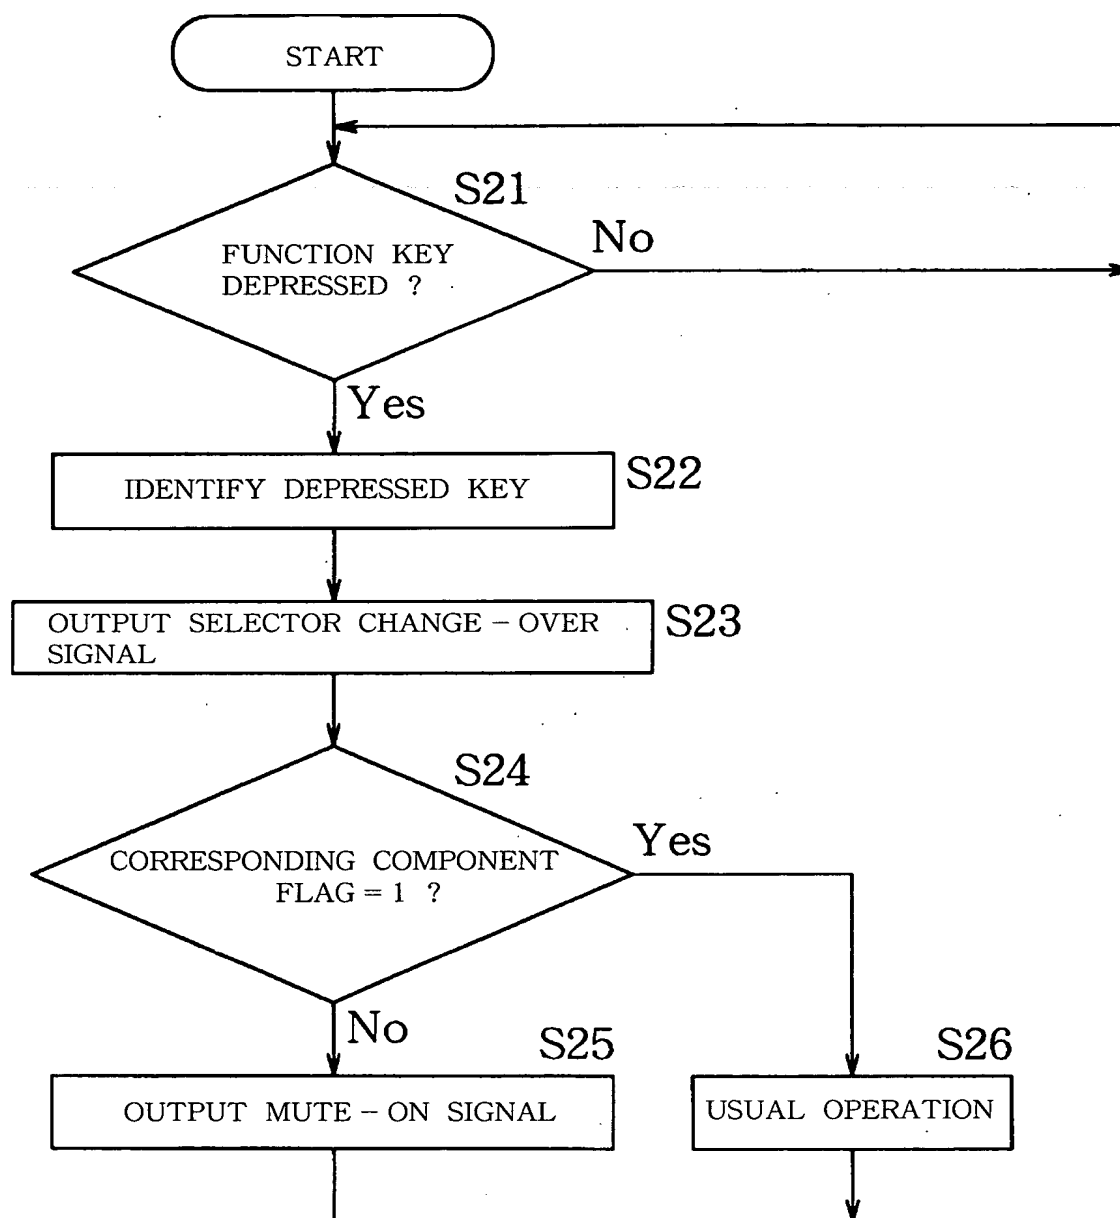 START
S21
No
FUNCTION KEY
DEPRESSED ?
Yes
IDENTIFY DEPRESSED KEY
S22
OUTPUT SELECTOR CHANGE – OVER
SIGNAL
S23
S24
Yes
CORRESPONDING COMPONENT
FLAG = 1 ?
No
S25
S26
OUTPUT MUTE – ON SIGNAL
USUAL OPERATION